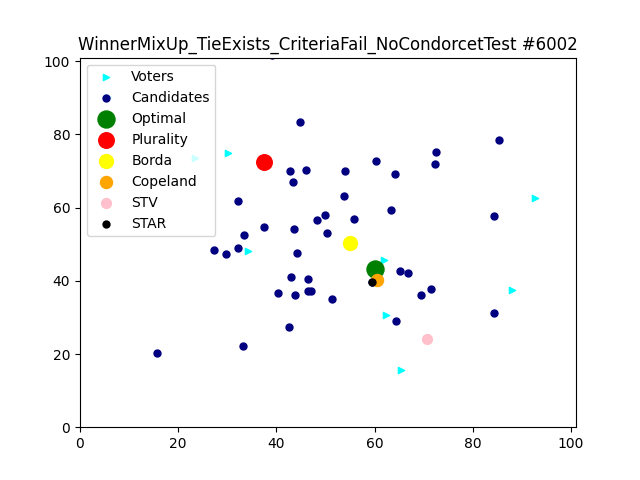 WinnerMixUp_TieExists_CriteriaFail_NoCondorcetTest #6002
100
80
60
40
20
0
Voters
Candidates
Optimal
Plurality
Borda
Copeland
STV
STAR
0 20 40 60 80 100